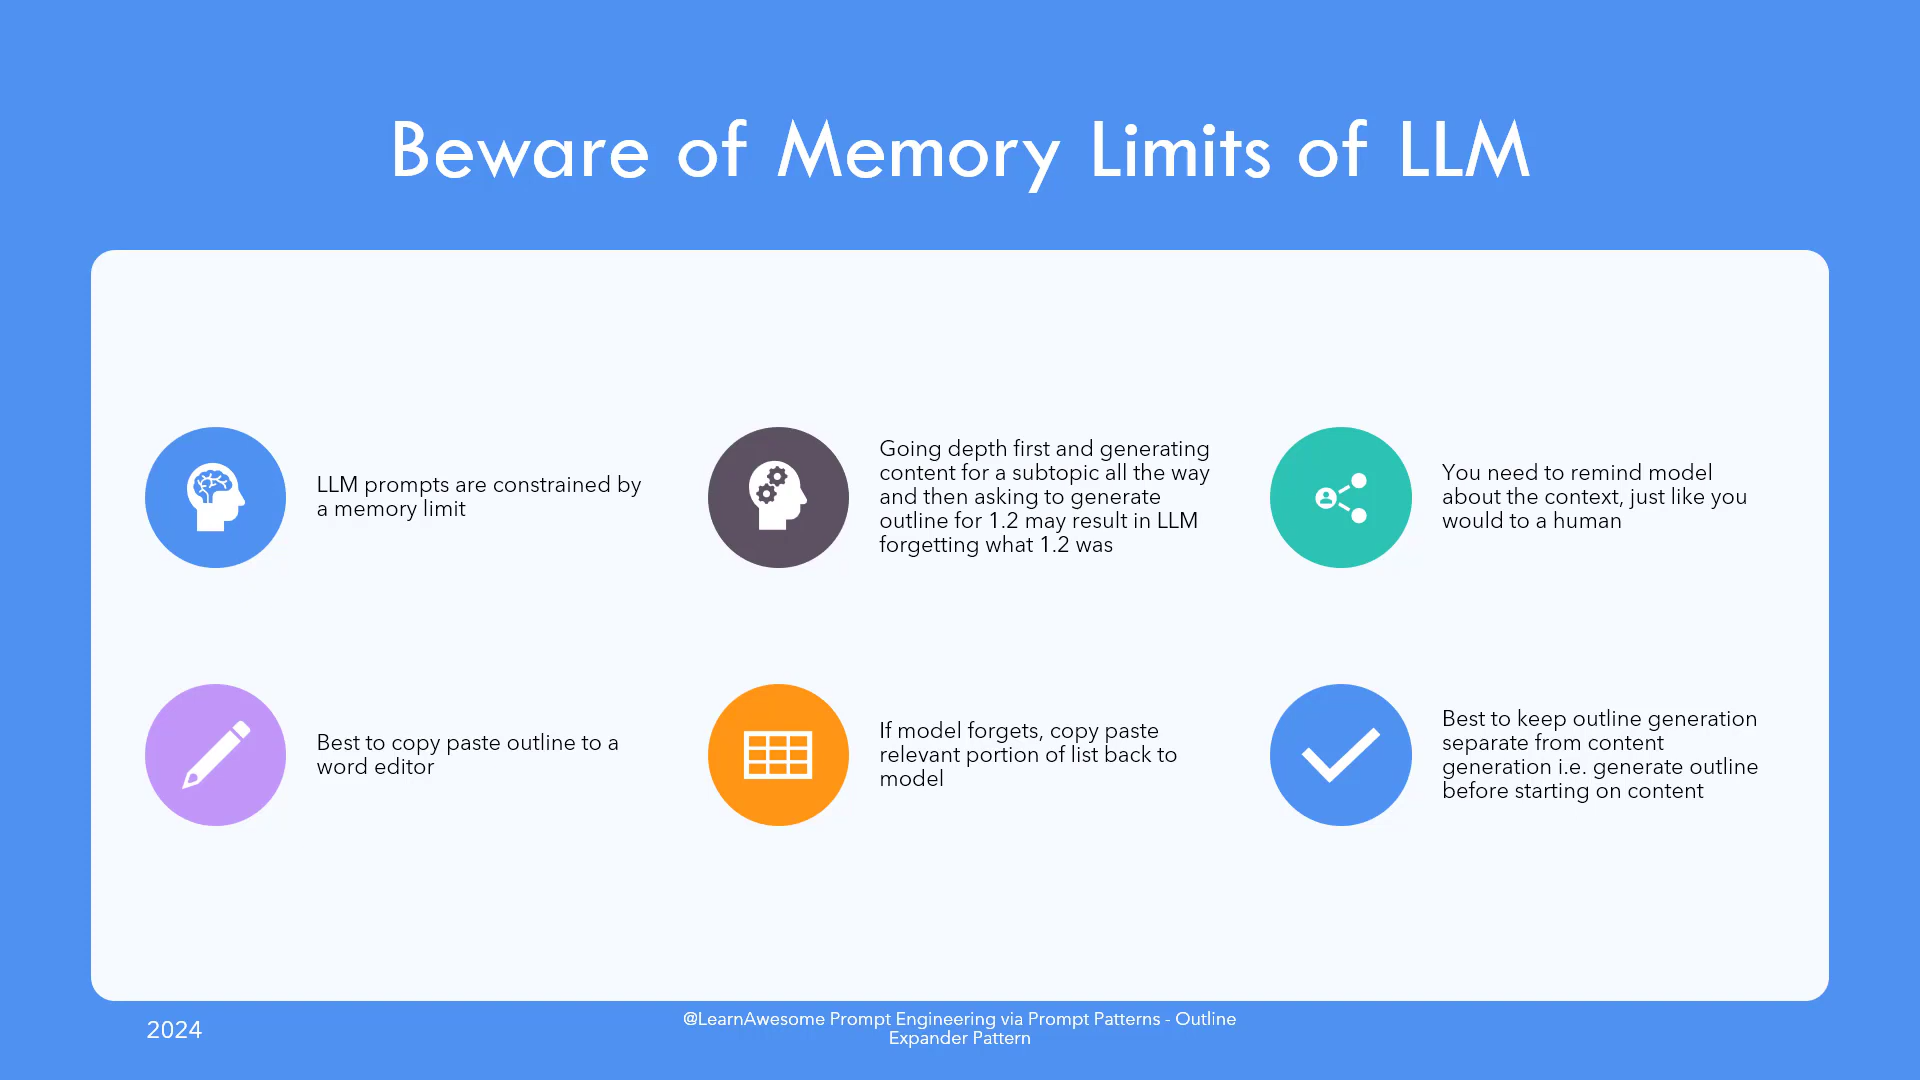 Beware of Memory Limits of LLM
LLM prompts are constrained by
a memory limit
Going depth first and generating
content for a subtopic all the way
and then asking to generate
outline for 1.2 may result in LLM
forgetting what 1.2 was
You need to remind model
about the context, just like you
would to a human
Best to copy paste outline to a
word editor
If model forgets, copy paste
relevant portion of list back to
model
Best to keep outline generation
separate from content
generation i.e. generate outline
before starting on content
2024
@LearnAwesome Prompt Engineering via Prompt Patterns - Outline
Expander Pattern